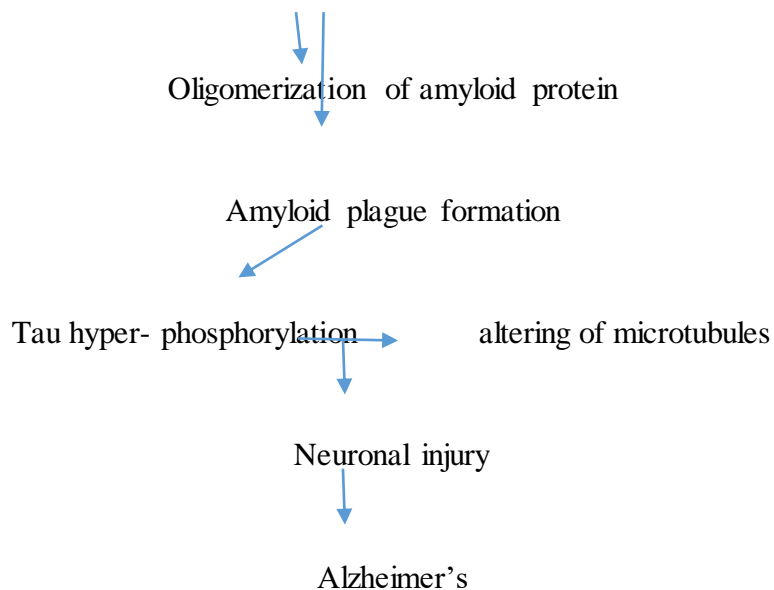 Oligomerization of amyloid protein
Amyloid plague formation
Tau hyper- phosphorylation altering of microtubules
Neuronal injury
Alzheimer’s